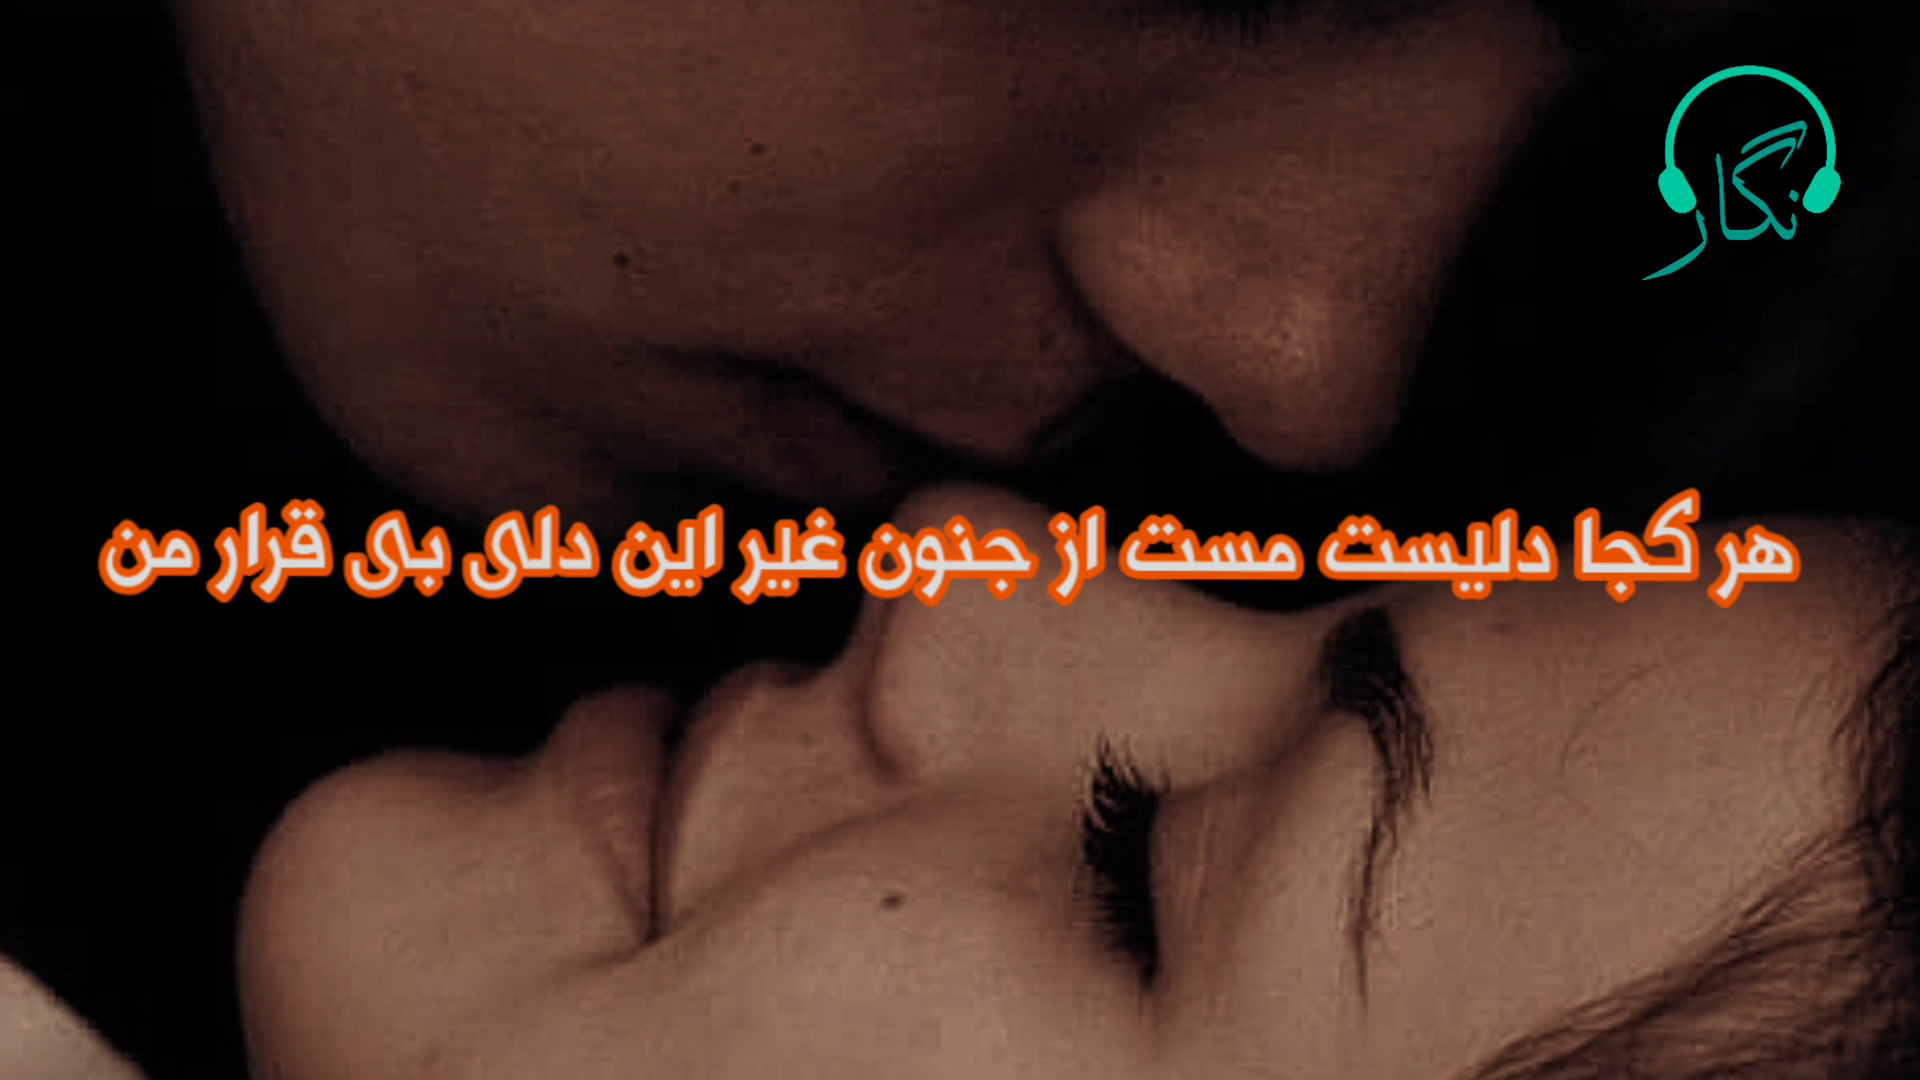 نگار
هر کجا دلیست مست از جنون غیر این دلی بی قرار من